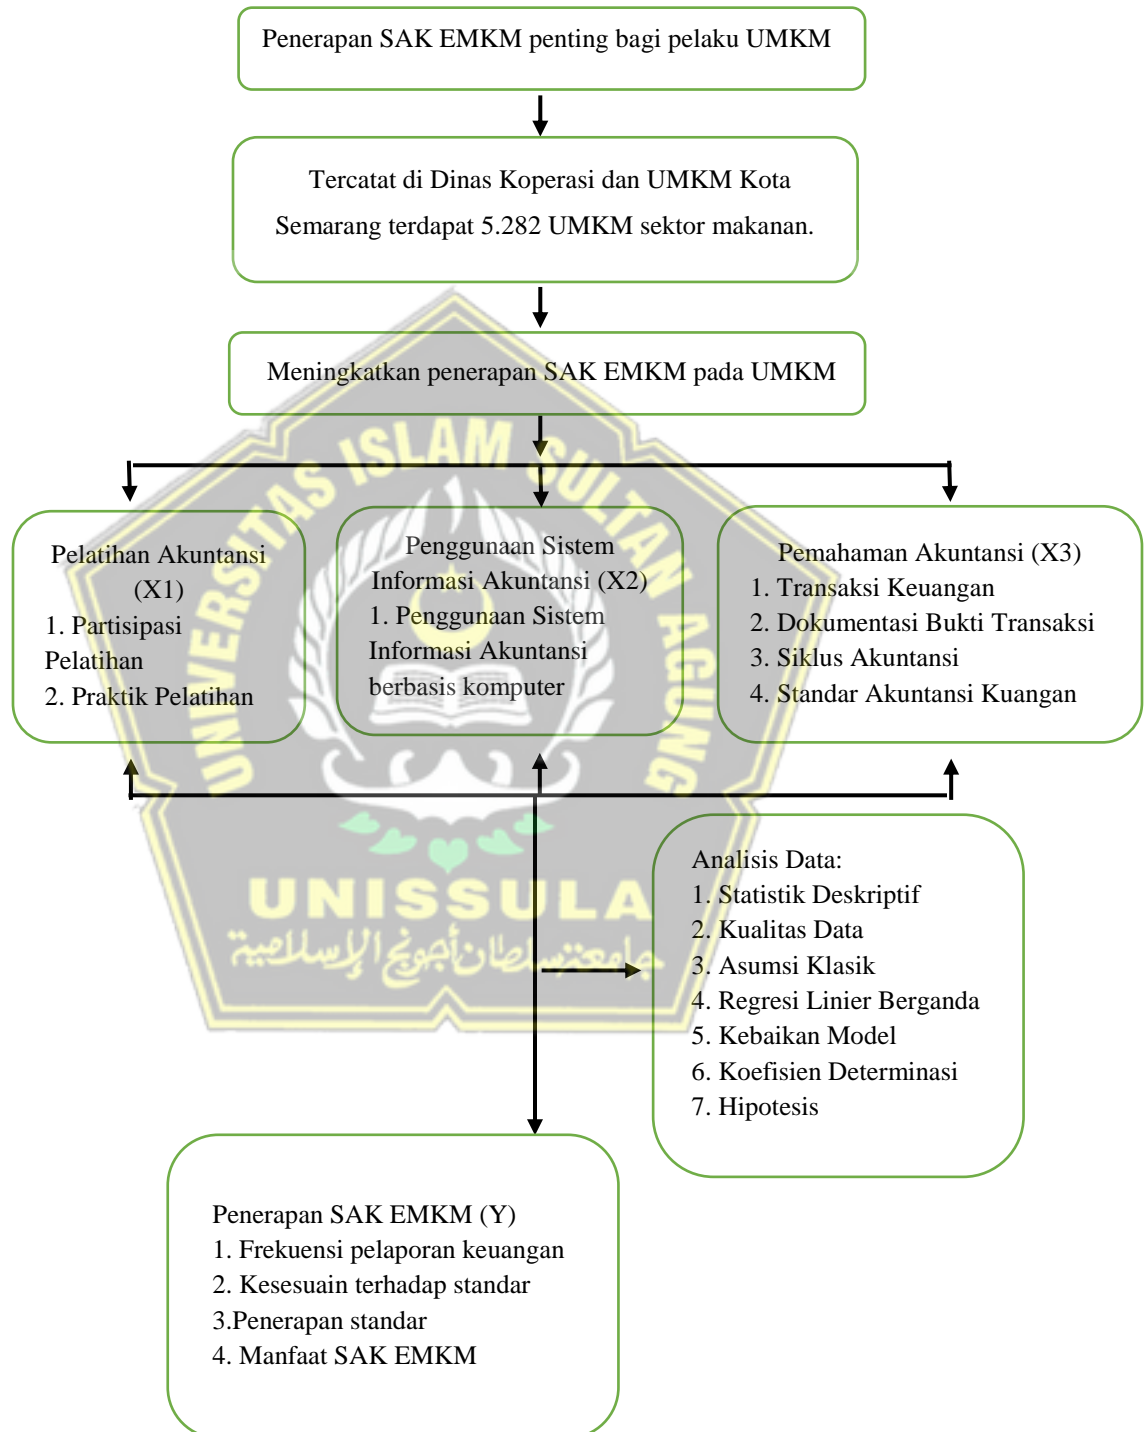 Penerapan SAK EMKM penting bagi pelaku UMKM
Tercatat di Dinas Koperasi dan UMKM Kota
Semarang terdapat 5.282 UMKM sektor makanan.
Meningkatkan penerapan SAK EMKM pada UMKM
UNIVERSITAS ISLAM SULTAN AGUNG
Pelatihan Akuntansi
(X1)
1. Partisipasi
Pelatihan
2. Praktik Pelatihan
Penggunaan Sistem
Informasi Akuntansi (X2)
1. Penggunaan Sistem
Informasi Akuntansi
berbasis komputer
Pemahaman Akuntansi (X3)
1. Transaksi Keuangan
2. Dokumentasi Bukti Transaksi
3. Siklus Akuntansi
4. Standar Akuntansi Kuangan
UNISSULA
جامعتسلطان أجونج الإسلامية
Analisis Data:
1. Statistik Deskriptif
2. Kualitas Data
3. Asumsi Klasik
4. Regresi Linier Berganda
5. Kebaikan Model
6. Koefisien Determinasi
7. Hipotesis
Penerapan SAK EMKM (Y)
1. Frekuensi pelaporan keuangan
2. Kesesuain terhadap standar
3.Penerapan standar
4. Manfaat SAK EMKM